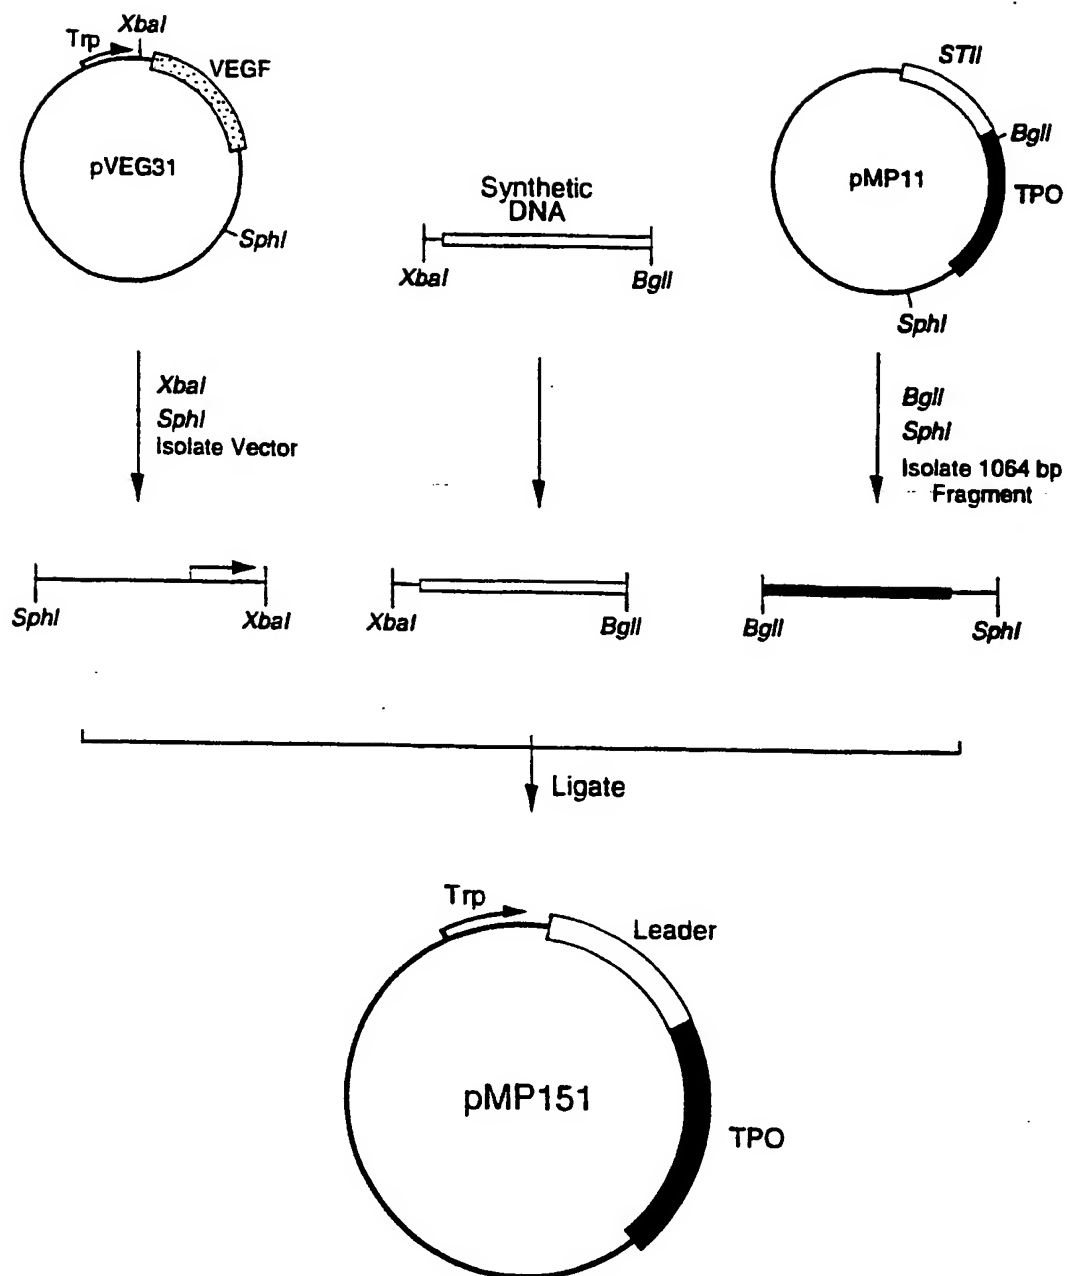 XbaI
Trp
VEGF
pVEG31
SphI
Synthetic
DNA
XbaI
BglI
STII
BglI
pMP11
TPO
SphI
XbaI
SphI
Isolate Vector
BglI
SphI
Isolate 1064 bp
Fragment
SphI
XbaI
XbaI
BglI
BglI
SphI
Ligate
Trp
Leader
pMP151
TPO